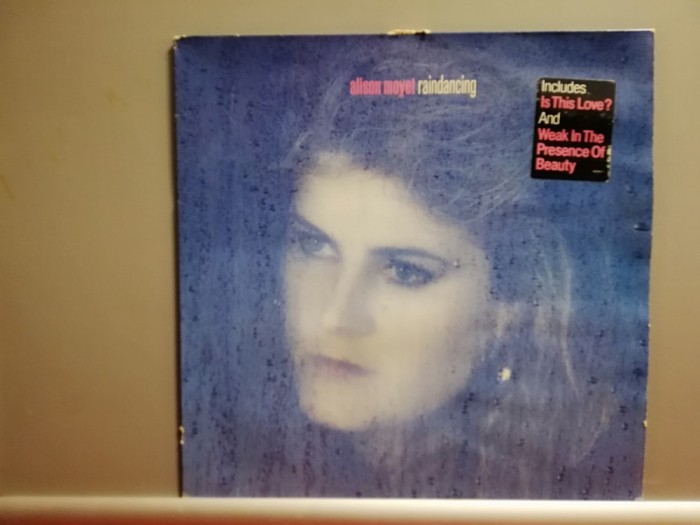 alison moyet raindancing
Includes
Is This Love?
And
Weak In The
Presence Of
Beauty